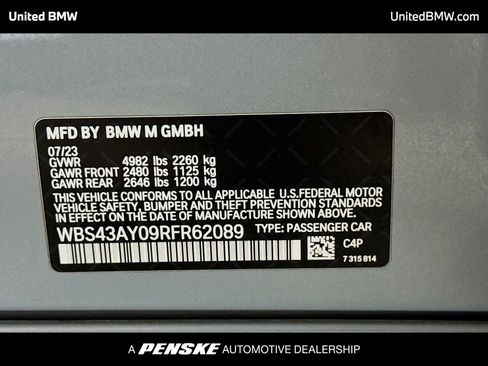 United BMW
UnitedBMW.com
MFD BY BMW M GMBH
07/23
GVWR 4982 lbs 2260 kg
GAWR FRONT 2480 lbs 1125 kg
GAWR REAR 2646 lbs 1200 kg
THIS VEHICLE CONFORMS TO ALL APPLICABLE U.S.FEDERAL MOTOR
VEHICLE SAFETY, BUMPER, AND THEFT PREVENTION STANDARDS
IN EFFECT ON THE DATE OF MANUFACTURE SHOWN ABOVE.
WBS43AY09RFR62089 TYPE: PASSENGER CAR
C4P
7 315 814
A PENSKE AUTOMOTIVE DEALERSHIP